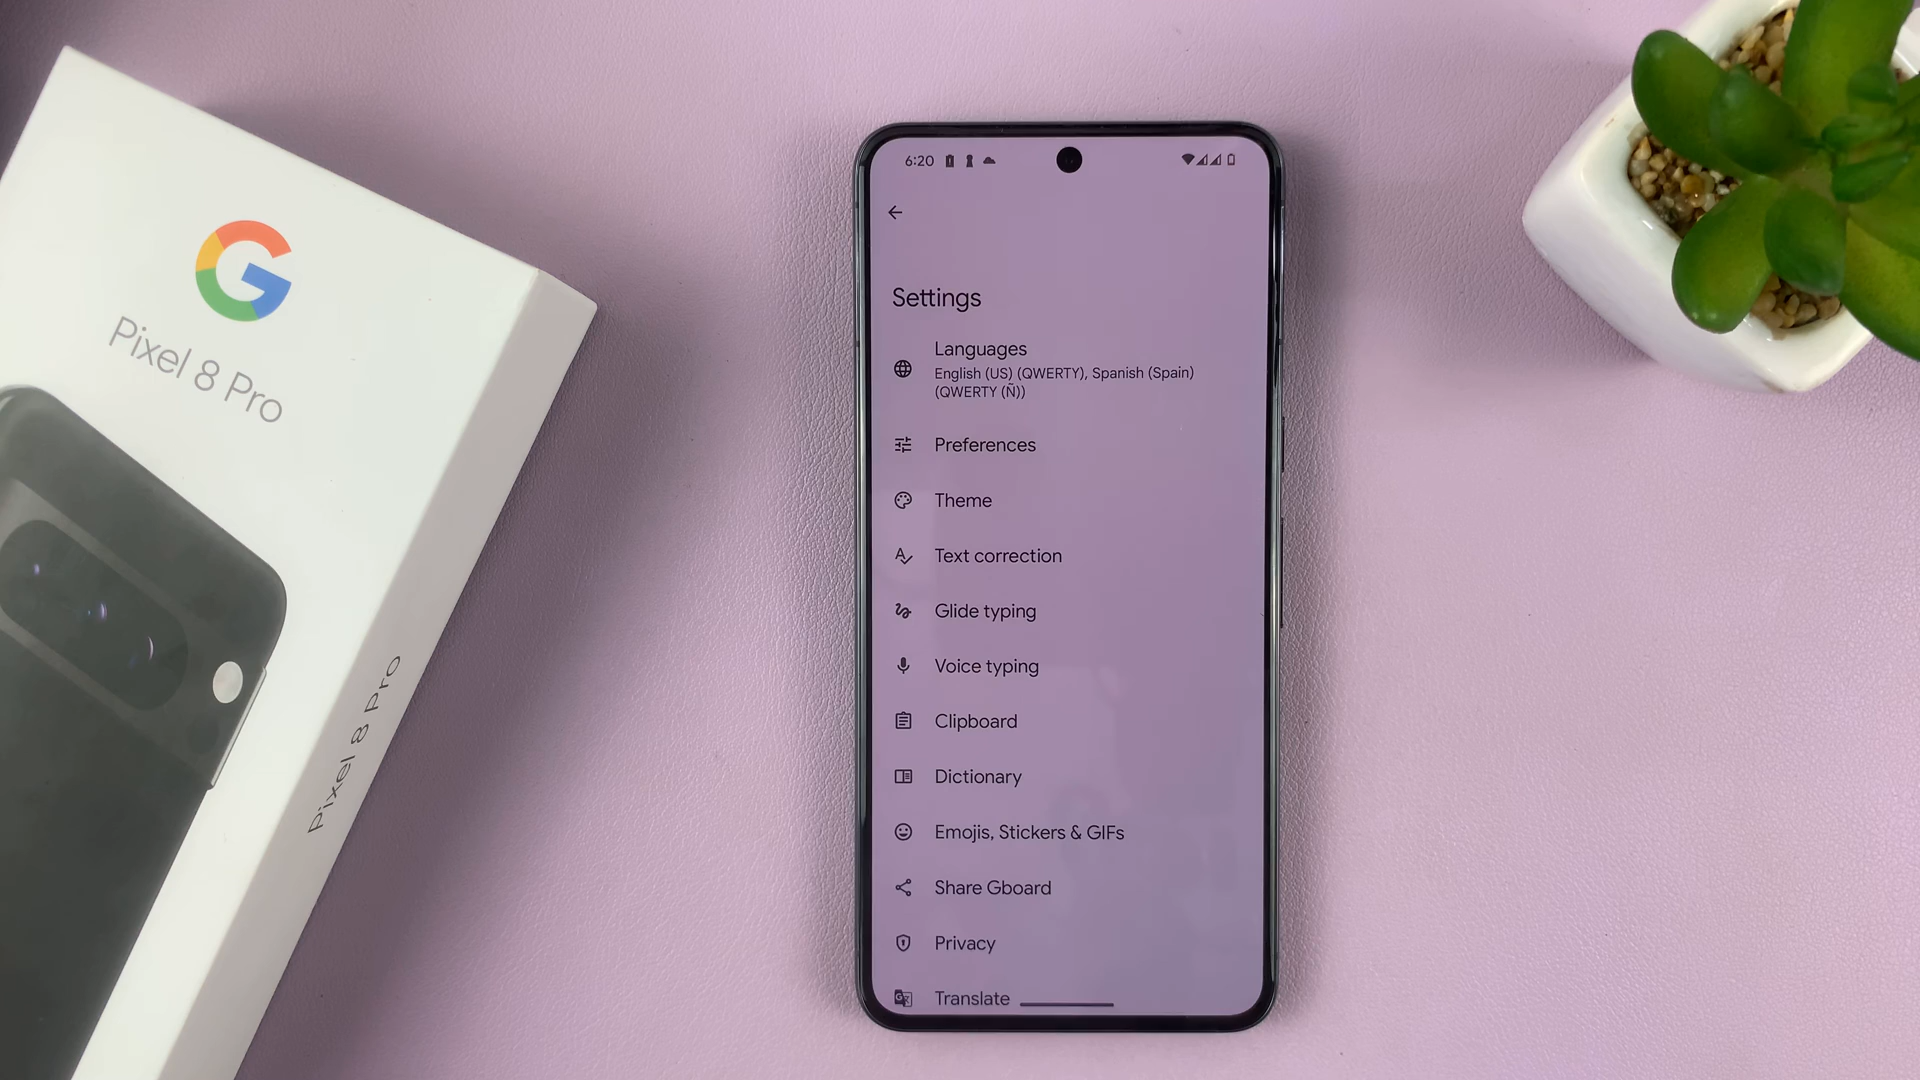 Pixel 8 Pro
Pixel 8 Pro
6:20
Settings
Languages
English (US) (QWERTY), Spanish (Spain)
(QWERTY (Ñ))
Preferences
Theme
Text correction
Glide typing
Voice typing
Clipboard
Dictionary
Emojis, Stickers & GIFs
Share Gboard
Privacy
Translate